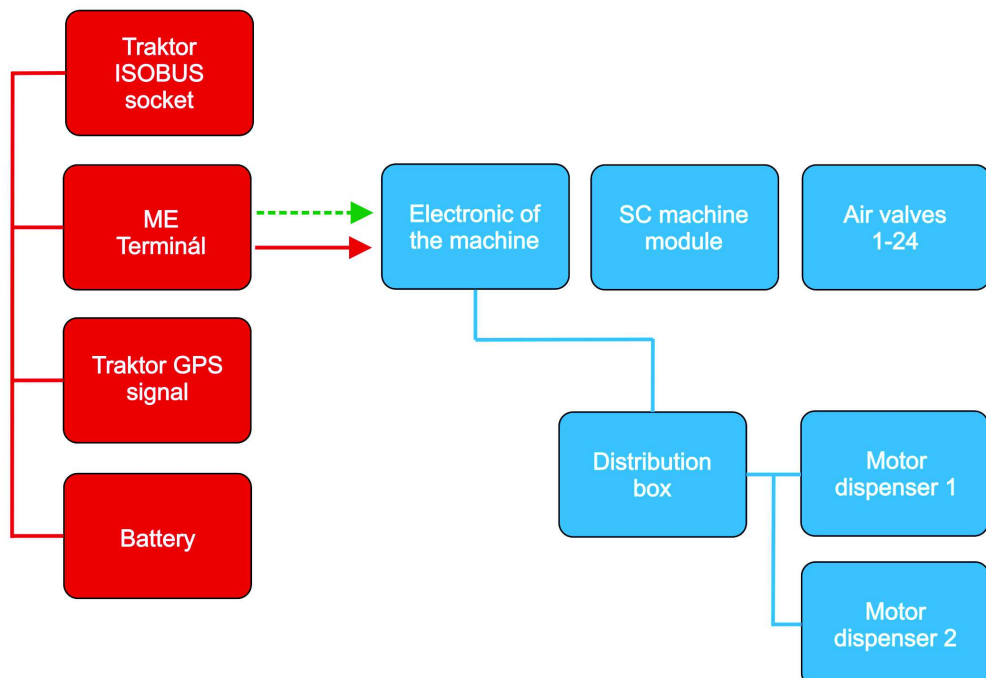 Traktor
ISOBUS
socket
ME
Terminál
Electronic of
the machine
SC machine
module
Air valves
1-24
Traktor GPS
signal
Distribution
box
Motor
dispenser 1
Battery
Motor
dispenser 2